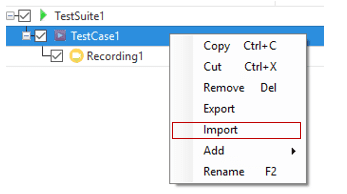 TestSuite1
TestCase1
Recording1
Copy Ctrl+C
Cut Ctrl+X
Remove Del
Export
Import
Add
Rename F2